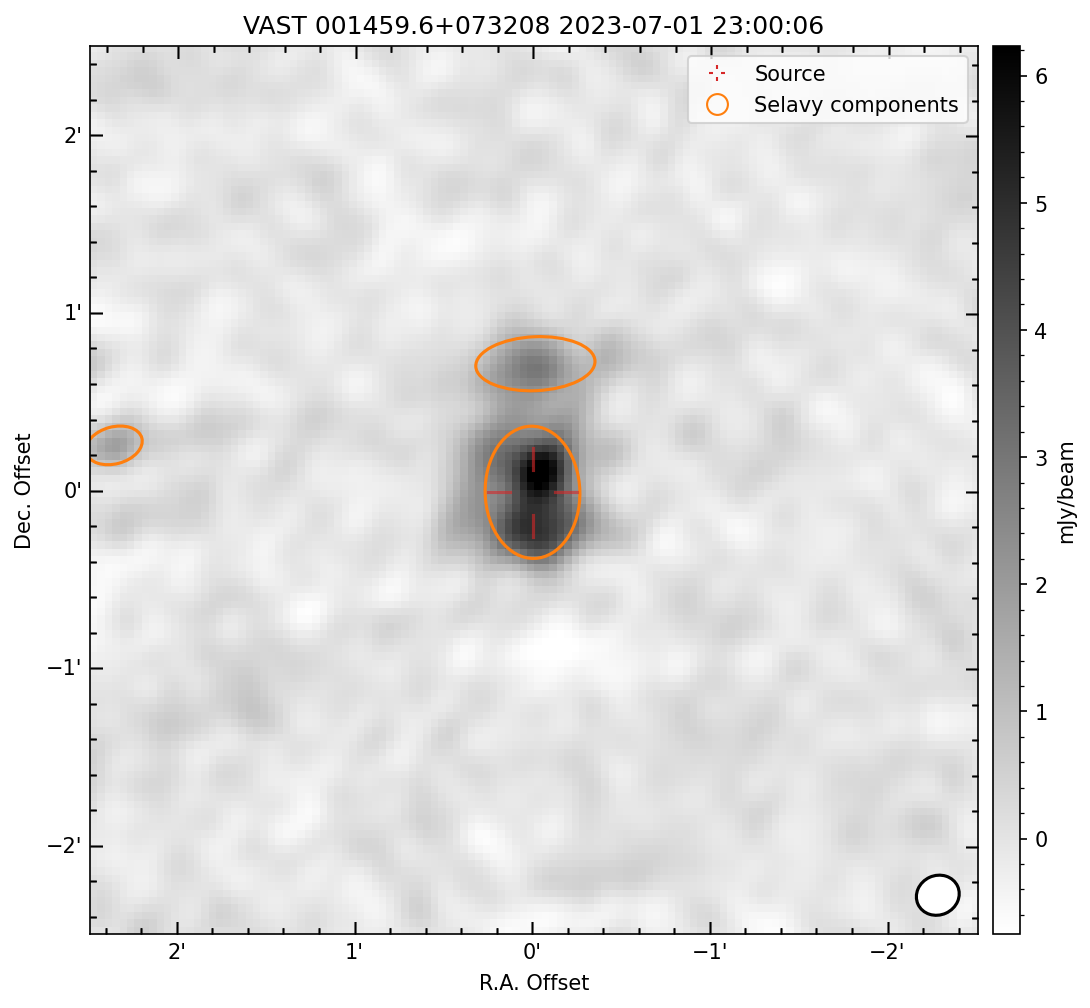 VAST 001459.6+073208 2023-07-01 23:00:06
Source
Selavy components
2'
1'
0'
−1'
−2'
Dec. Offset
2'
1'
0'
−1'
−2'
R.A. Offset
6
5
4
3
2
1
0
mJy/beam